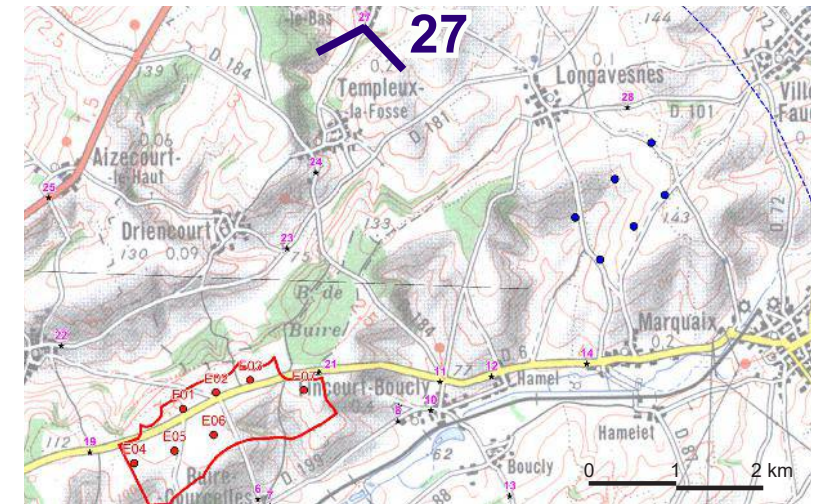 -le-Bas
27
27
144
D 72
139
D 184
0.2
Templeux-
-la-Fosse
0.1
Longavesnes
28
D 101
Ville
Fau
1.5
0.06
Aizecourt-
-le-Haut
D 181
24
25
Driencourt
133
143
D 72
130
0.09
23
75
B. de
Buire
184
22
Marquaix
0.2
D 6
21
11
77
12
14
Hamel
E03
E02
E01
E07
incourt-Boucly
10
8
E06
E05
E04
112
19
D 199
62
Hamelet
Buire-
Courcelles
6
Boucly
13
0 1 2 km